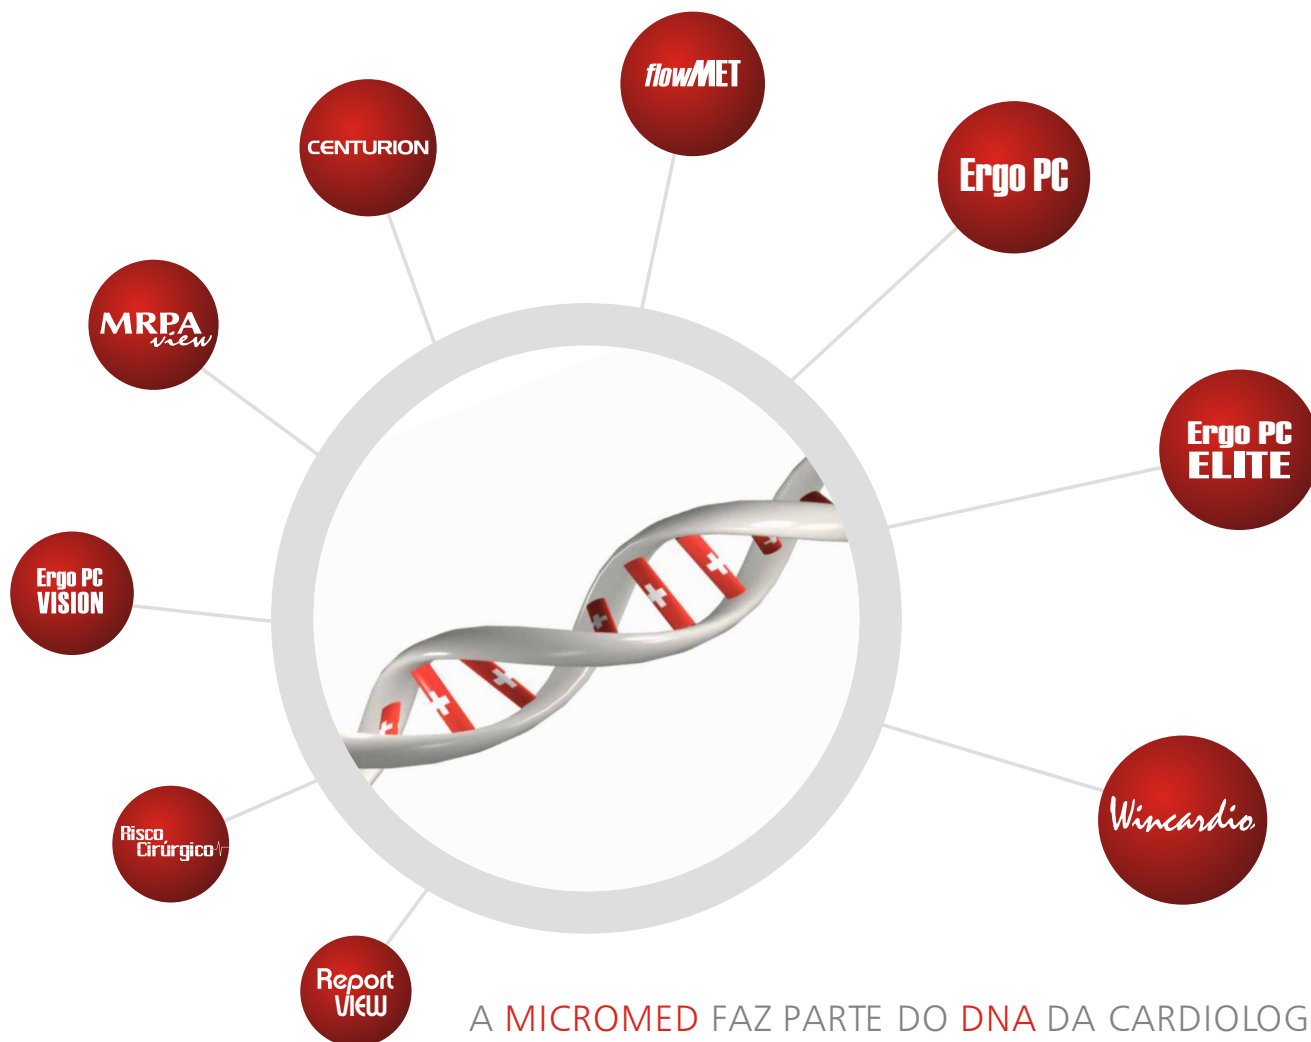 flowMET
CENTURION
Ergo PC
MRPA
view
Ergo PC
ELITE
Ergo PC
VISION
Wincardio
Risco
Cirúrgico
Report
VIEW
A MICROMED FAZ PARTE DO DNA DA CARDIOLOG